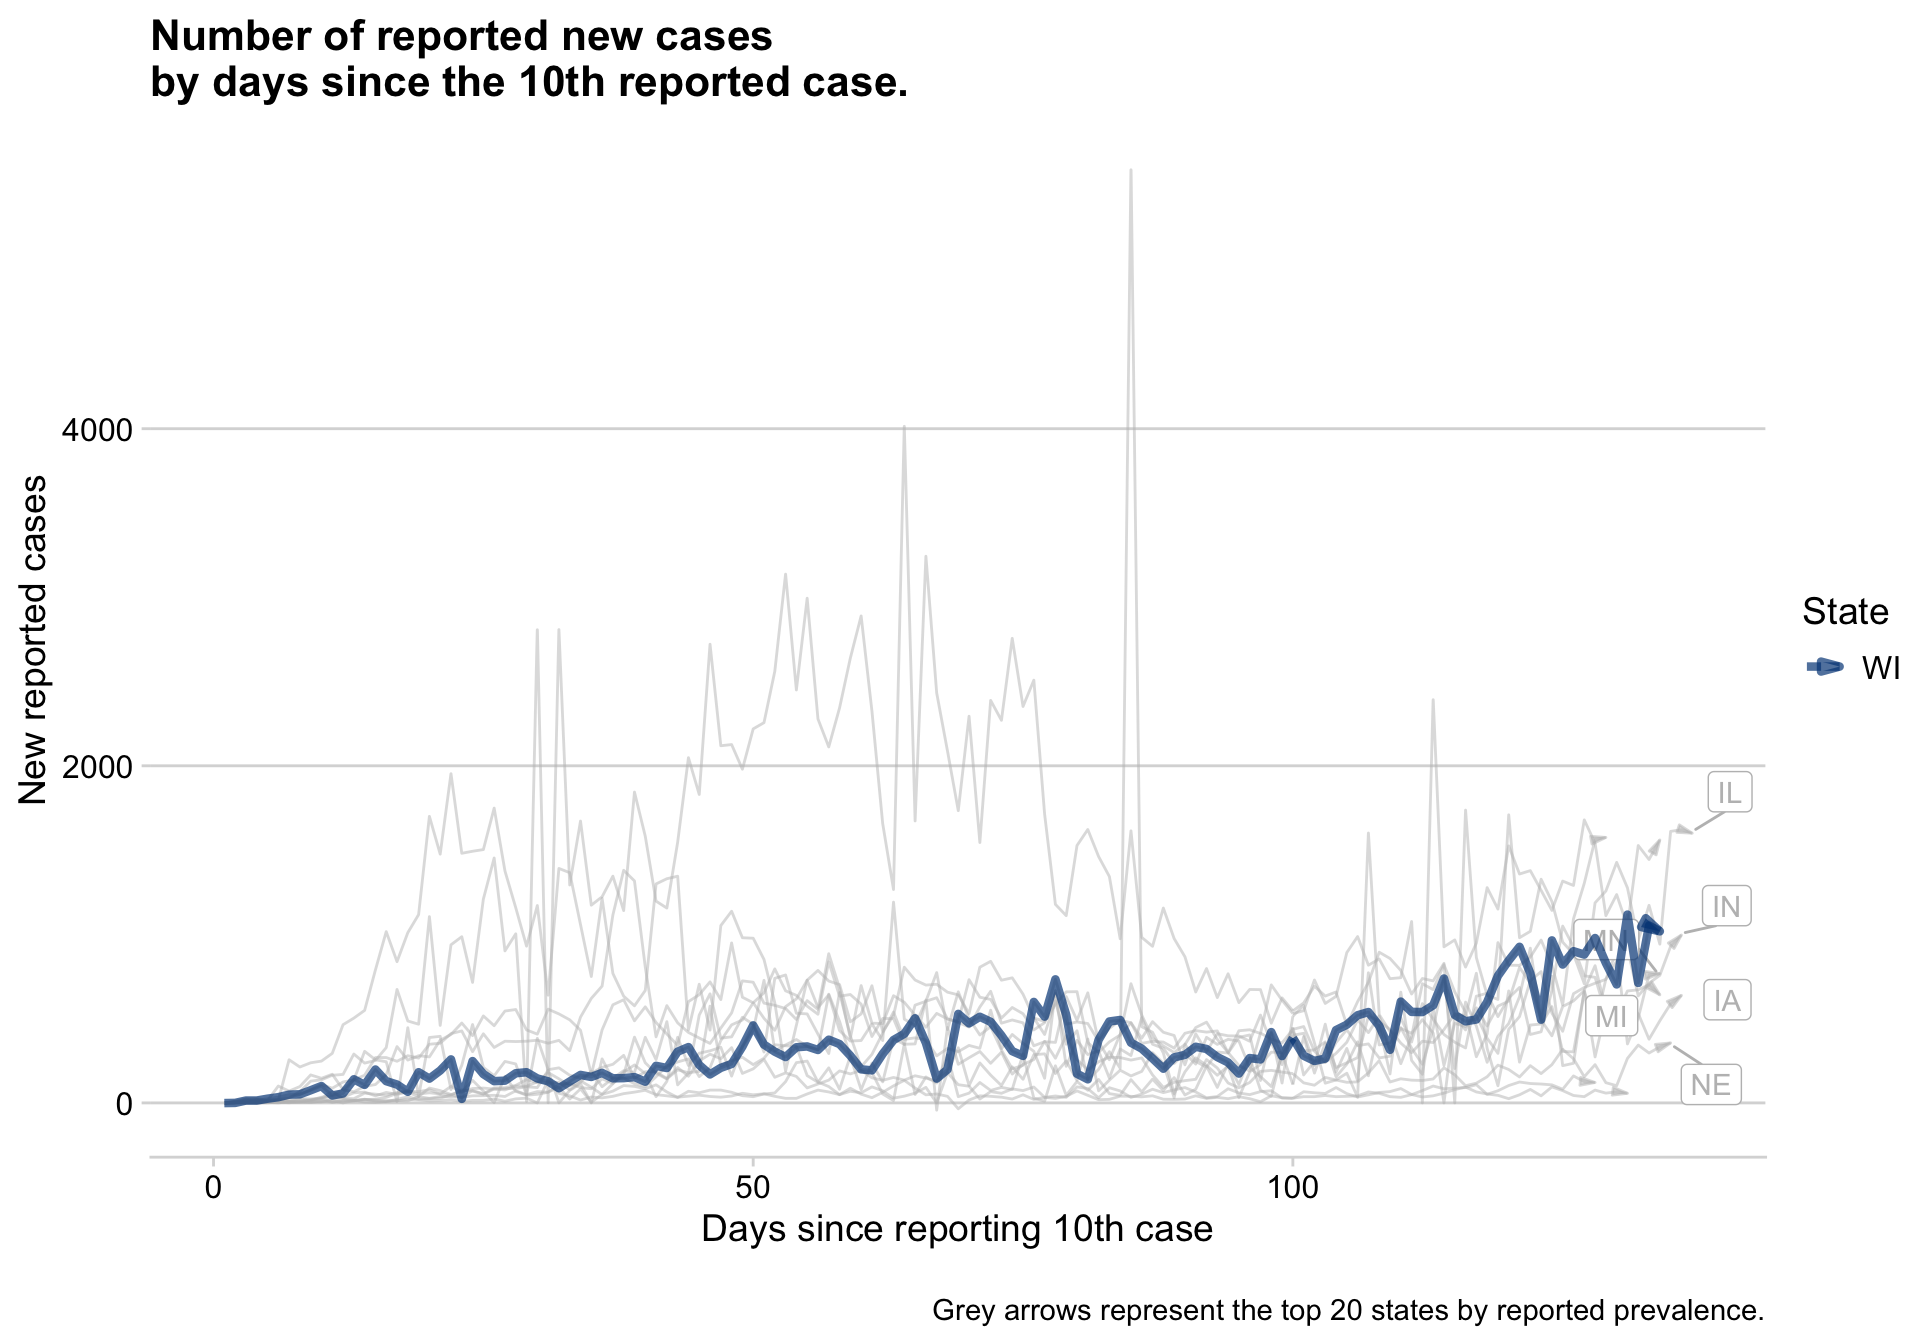 Number of reported new cases
by days since the 10th reported case.
New reported cases
4000
2000
0
IL
IN
MN
IA
MI
NE
State
WI
0
50
100
Days since reporting 10th case
Grey arrows represent the top 20 states by reported prevalence.